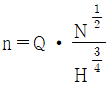 n=Q · N^{1/2} / H^{3/4}